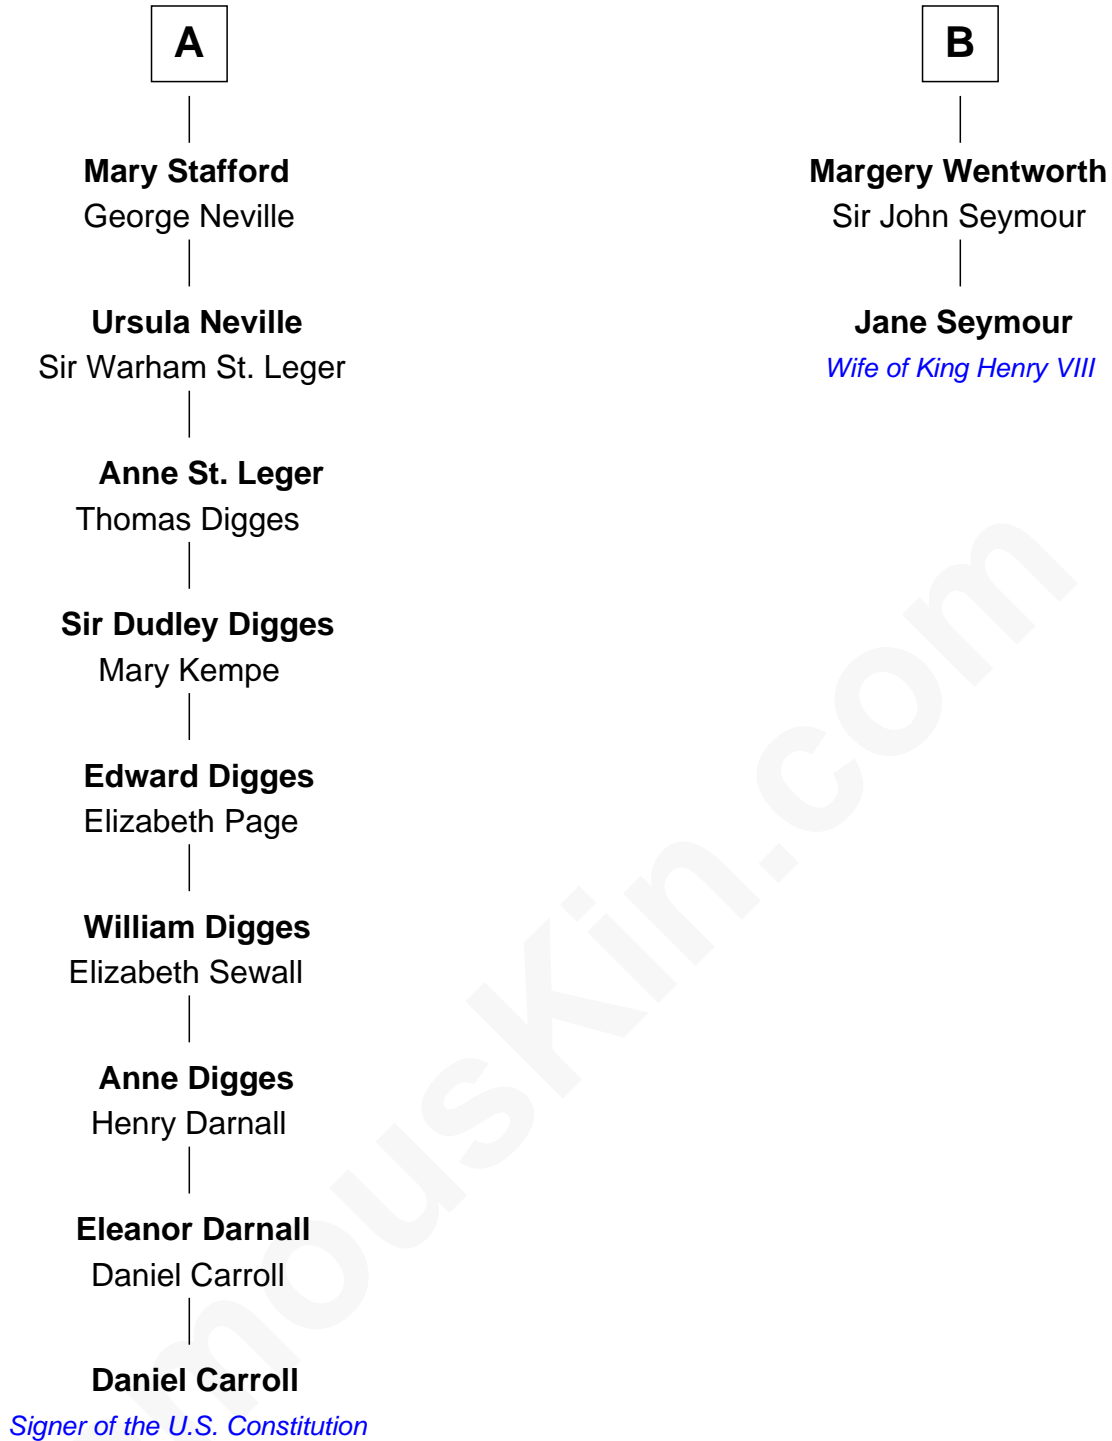 A
Mary Stafford
George Neville
Ursula Neville
Sir Warham St. Leger
Anne St. Leger
Thomas Digges
Sir Dudley Digges
Mary Kempe
Edward Digges
Elizabeth Page
William Digges
Elizabeth Sewall
Anne Digges
Henry Darnall
Eleanor Darnall
Daniel Carroll
Daniel Carroll
Signer of the U.S. Constitution
B
Margery Wentworth
Sir John Seymour
Jane Seymour
Wife of King Henry VIII
mouskin.com